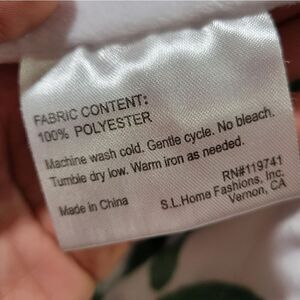 FABRIC CONTENT:
100% POLYESTER
Machine wash cold. Gentle cycle. No bleach.
Tumble dry low. Warm iron as needed.
RN#119741
Made in China
S.L.Home Fashions, Inc.
Vernon, CA